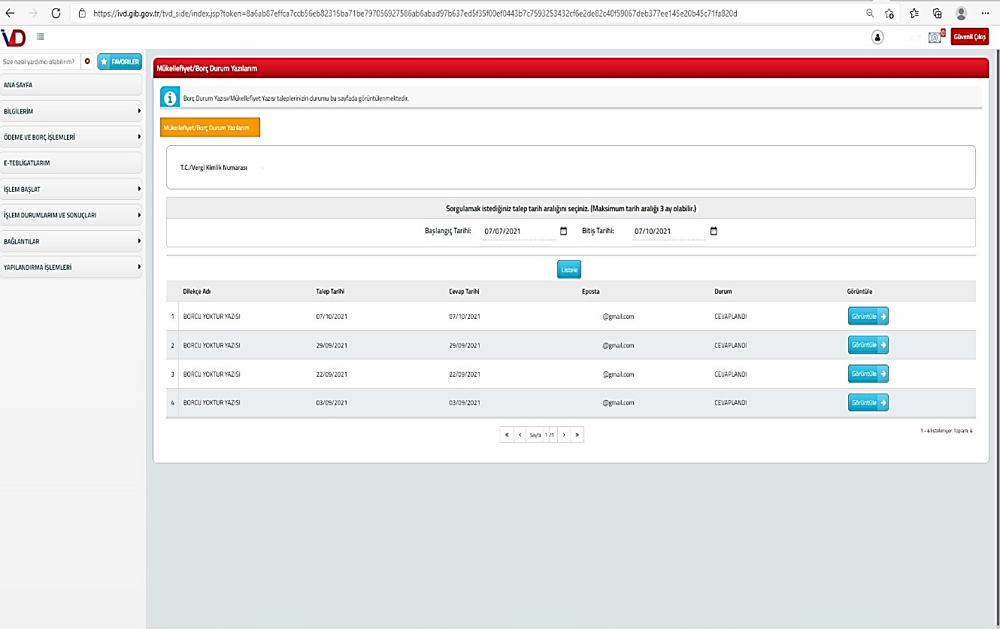 https://ivd.gib.gov.tr/tvd_side/index.jsp?token=8a6ab87effca7ccb56eb82315ba71be797056927586ab6abad97b637ed5f35f00ef0443b7c7593253432cf6e2de82c40f59067deb377ee145e20b45c71fa820d
VD
0
Güvenli Çıkış
Size nasıl yardımcı olabilirim?
FAVORİLER
ANA SAYFA
BİLGİLERİM
ÖDEME VE BORÇ İŞLEMLERİ
E-TEBLİGATLARIM
İŞLEM BAŞLAT
İŞLEM DURUMLARIM VE SONUÇLARI
BAĞLANTILAR
YAPILANDIRMA İŞLEMLERİ
Mükellefiyet/Borç Durum Yazılarım
Borç Durum Yazısı/Mükellefiyet Yazısı taleplerinizin durumu bu sayfada görüntülenmektedir.
Mükellefiyet/Borç Durum Yazılarım
T.C./Vergi Kimlik Numarası
Sorgulamak istediğiniz talep tarih aralığını seçiniz. (Maksimum tarih aralığı 3 ay olabilir.)
Başlangıç Tarihi: 07/07/2021 Bitiş Tarihi: 07/10/2021
Listele
Dilekçe Adı Talep Tarihi Cevap Tarihi Eposta Durum Görüntüle
1 BORCU YOKTUR YAZISI 07/10/2021 07/10/2021 @gmail.com CEVAPLANDI Görüntüle
2 BORCU YOKTUR YAZISI 29/09/2021 29/09/2021 @gmail.com CEVAPLANDI Görüntüle
3 BORCU YOKTUR YAZISI 22/09/2021 22/09/2021 @gmail.com CEVAPLANDI Görüntüle
4 BORCU YOKTUR YAZISI 03/09/2021 03/09/2021 @gmail.com CEVAPLANDI Görüntüle
« ‹ Sayfa 1 /1 › »
1 - 4 listeleniyor. Toplam: 4